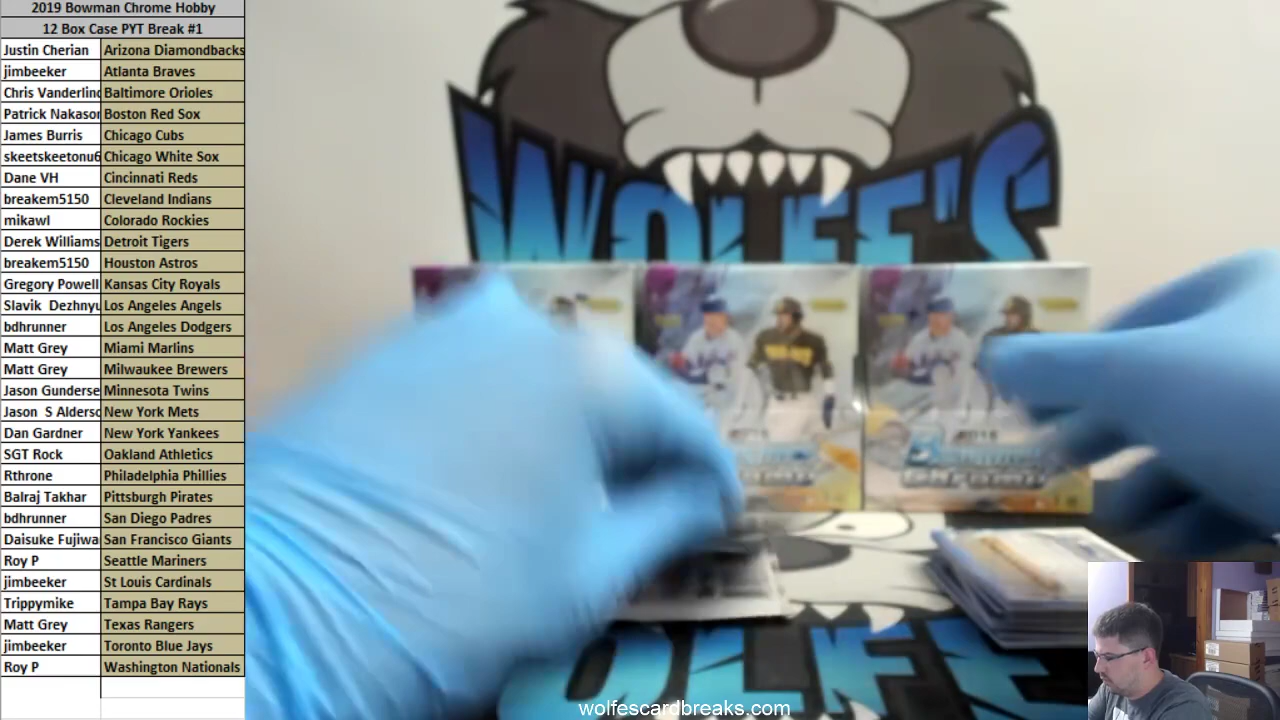 2019 Bowman Chrome Hobby
12 Box Case PYT Break #1
Justin Cherian Arizona Diamondbacks
jimbeeker Atlanta Braves
Chris Vanderlind Baltimore Orioles
Patrick Nakason Boston Red Sox
James Burris Chicago Cubs
skeetskeetonu6 Chicago White Sox
Dane VH Cincinnati Reds
breakem5150 Cleveland Indians
mikawl Colorado Rockies
Derek Williams Detroit Tigers
breakem5150 Houston Astros
Gregory Powell Kansas City Royals
Slavik Dezhnyu Los Angeles Angels
bdhrunner Los Angeles Dodgers
Matt Grey Miami Marlins
Matt Grey Milwaukee Brewers
Jason Gunderse Minnesota Twins
Jason S Alderso New York Mets
Dan Gardner New York Yankees
SGT Rock Oakland Athletics
Rthrone Philadelphia Phillies
Balraj Takhar Pittsburgh Pirates
bdhrunner San Diego Padres
Daisuke Fujiwa San Francisco Giants
Roy P Seattle Mariners
jimbeeker St Louis Cardinals
Trippymike Tampa Bay Rays
Matt Grey Texas Rangers
jimbeeker Toronto Blue Jays
Roy P Washington Nationals
WOLFE'S
BOWMAN
CHROME
WOLFE
wolfescardbreaks.com